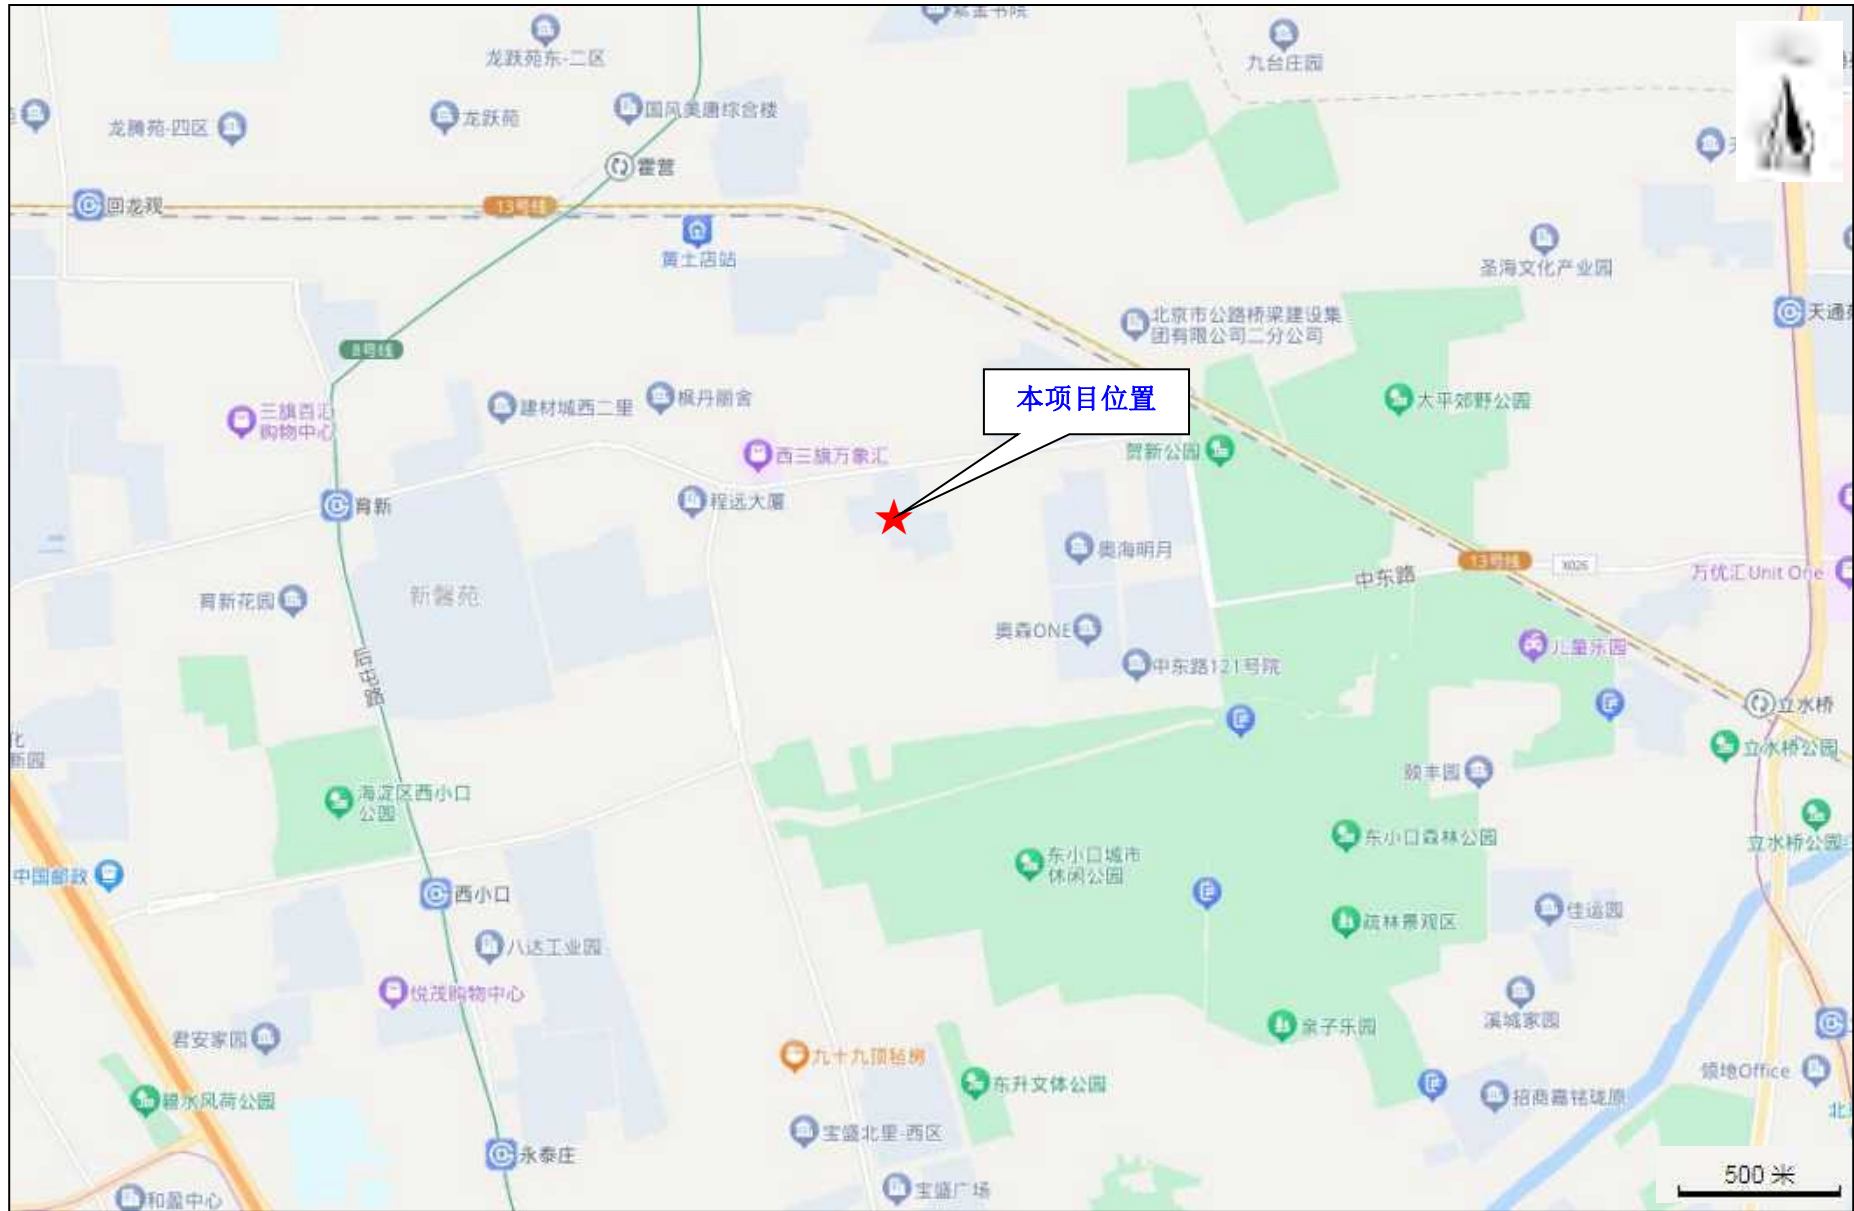 龙跃苑东-二区
九台庄园
国风美唐综合楼
龙腾苑-四区
龙跃苑
霍营
回龙观
13号线
黄土店站
圣海文化产业园
天通
北京市公路桥梁建设集
团有限公司二分公司
8号线
本项目位置
枫丹丽舍
建材城西二里
三旗百汇
购物中心
太平郊野公园
西三旗万象汇
贺新公园
程远大厦
育新
奥海明月
13号线
X026
中东路
万优汇Unit One
新馨苑
育新花园
奥森ONE
儿童乐园
中东路121号院
后屯路
立水桥
化
新园
立水桥公园
颐丰园
海淀区西小口
公园
东小口森林公园
立水桥公园
东小口城市
休闲公园
中国邮政
西小口
佳运园
疏林景观区
八达工业园
悦茂购物中心
溪城家园
亲子乐园
君安家园
九十九顶毡房
领地Office
东升文体公园
招商嘉铭珑原
碧水风荷公园
北
宝盛北里-西区
永泰庄
500 米
宝盛广场
和盈中心